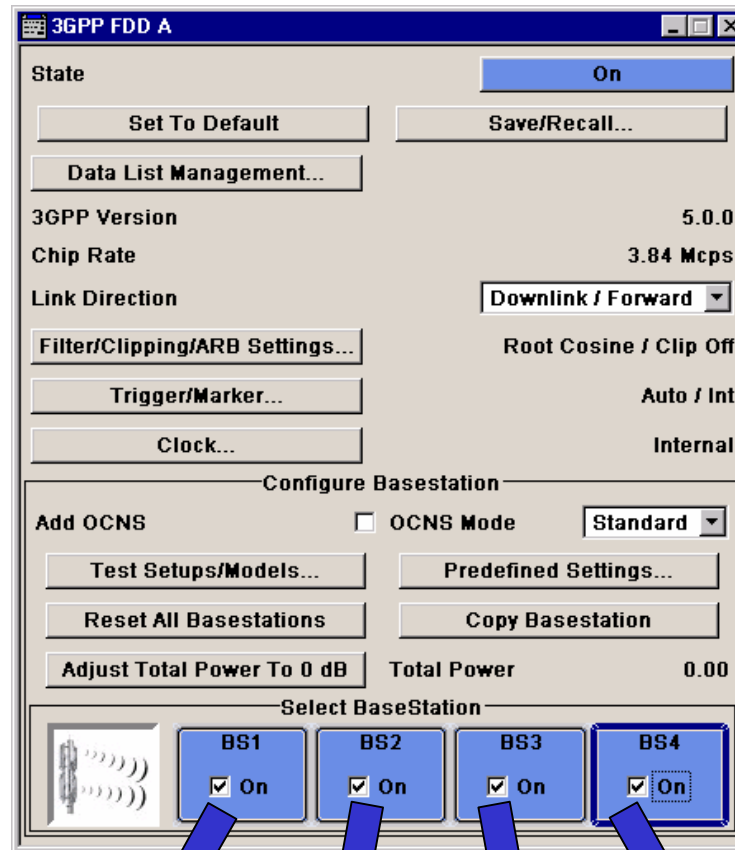 3GPP FDD A
State On
Set To Default Save/Recall...
Data List Management...
3GPP Version 5.0.0
Chip Rate 3.84 Mcps
Link Direction Downlink / Forward
Filter/Clipping/ARB Settings... Root Cosine / Clip Off
Trigger/Marker... Auto / Int
Clock... Internal
Configure Basestation
Add OCNS OCNS Mode Standard
Test Setups/Models... Predefined Settings...
Reset All Basestations Copy Basestation
Adjust Total Power To 0 dB Total Power 0.00
Select BaseStation
BS1 BS2 BS3 BS4
On On On On